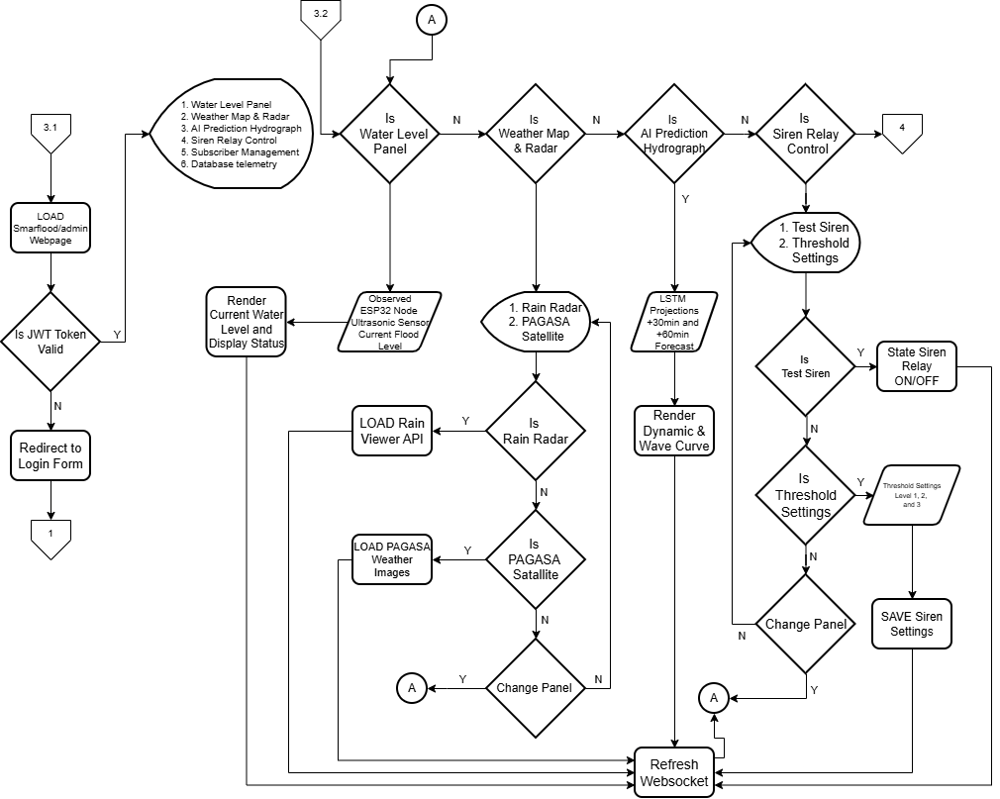 3.2
A
3.1
1. Water Level Panel
2. Weather Map & Radar
3. AI Prediction Hydrograph
4. Siren Relay Control
5. Subscriber Management
6. Database telemetry
Is
Water Level
Panel
N
Is
Weather Map
& Radar
N
Is
AI Prediction
Hydrograph
N
Is
Siren Relay
Control
4
LOAD
Smarflood/admin
Webpage
Y
1. Test Siren
2. Threshold
Settings
Is JWT Token
Valid
Y
Render
Current Water
Level and
Display Status
Observed
ESP32 Node
Ultrasonic Sensor
Current Flood
Level
1. Rain Radar
2. PAGASA
Satellite
LSTM
Projections
+30min and
+60min
Forecast
Is
Test Siren
Y
State Siren
Relay
ON/OFF
N
Redirect to
Login Form
LOAD Rain
Viewer API
Y
Is
Rain Radar
Render
Dynamic &
Wave Curve
N
Is
Threshold
Settings
Y
Threshold Settings
Level 1, 2,
and 3
N
1
LOAD PAGASA
Weather
Images
Y
Is
PAGASA
Satallite
N
N
Change Panel
N
SAVE Siren
Settings
A
Y
Change Panel
N
A
Y
Refresh
Websocket